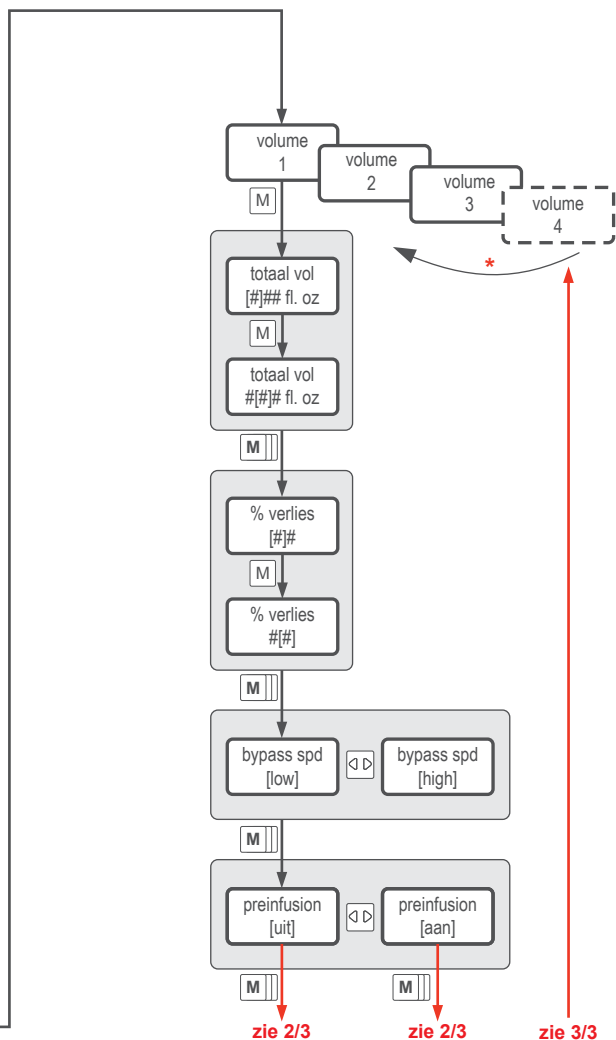 volume
1
volume
2
volume
3
volume
4
M
*
totaal vol
[#]## fl. oz
M
totaal vol
#[#]# fl. oz
M
% verlies
[#]#
M
% verlies
#[#]
M
bypass spd
[low]
bypass spd
[high]
M
preinfusion
[uit]
preinfusion
[aan]
M
M
zie 2/3
zie 2/3
zie 3/3